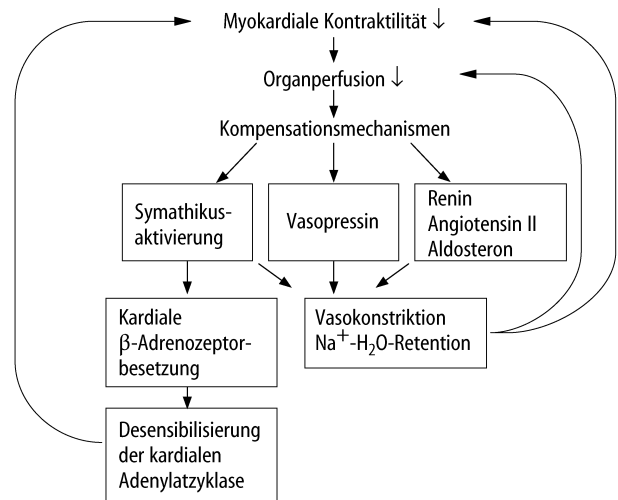 Myokardiale Kontraktilität ↓
Organperfusion ↓
Kompensationsmechanismen
Symathikus-
aktivierung
Vasopressin
Renin
Angiotensin II
Aldosteron
Kardiale
β-Adrenozeptor-
besetzung
Vasokonstriktion
Na⁺-H₂O-Retention
Desensibilisierung
der kardialen
Adenylatzyklase